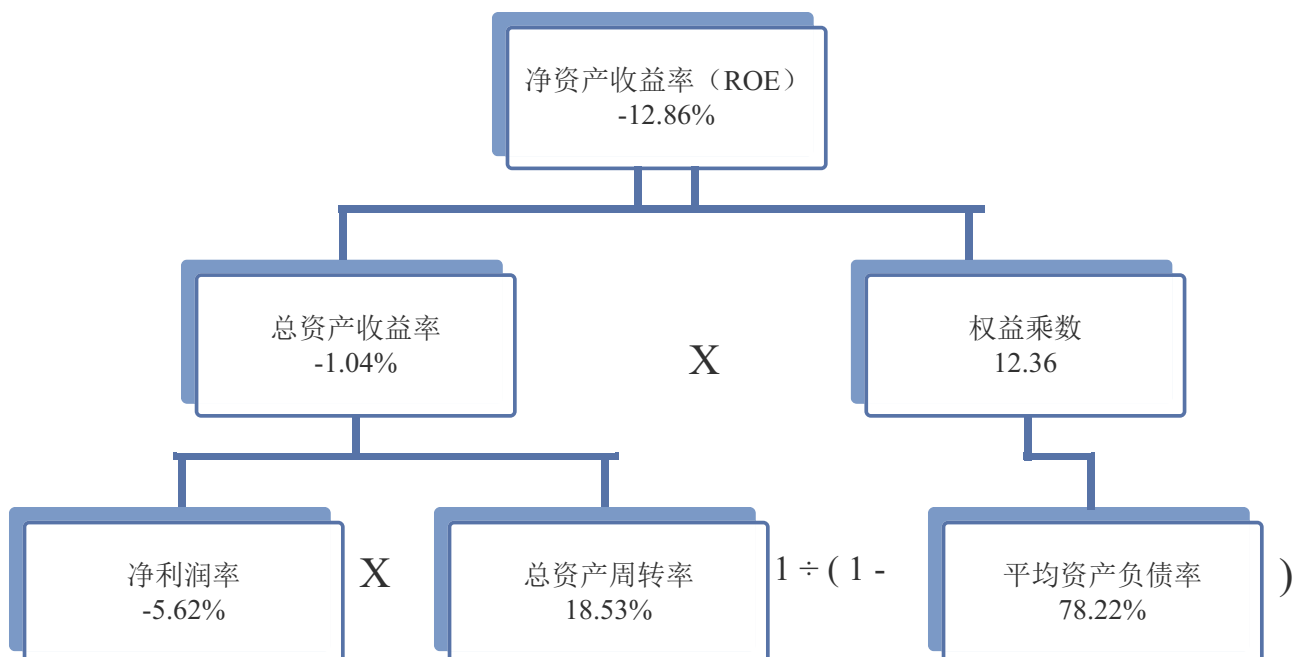 净资产收益率（ROE）
-12.86%
总资产收益率
-1.04%
X
权益乘数
12.36
净利润率
-5.62%
X
总资产周转率
18.53%
1 ÷ ( 1 -
平均资产负债率
78.22%
)